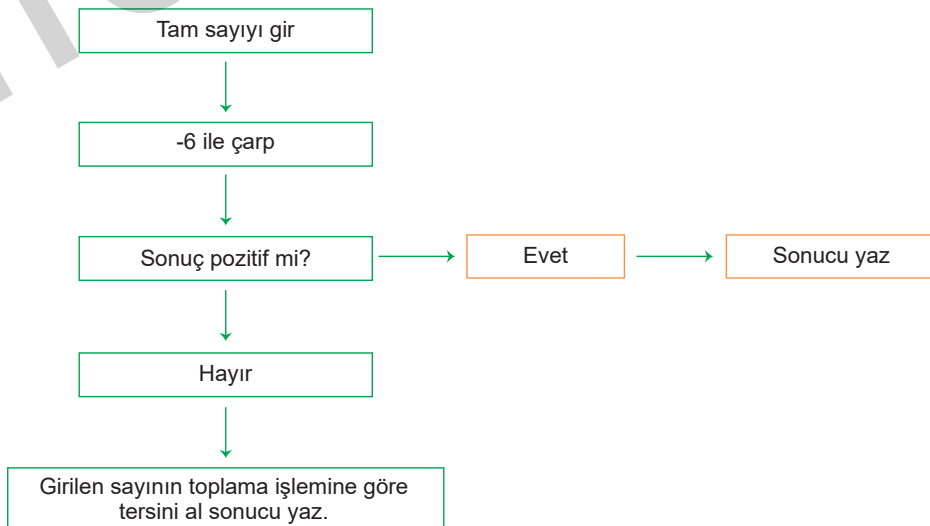 Tam sayıyı gir
-6 ile çarp
Sonuç pozitif mi?
Evet
Sonucu yaz
Hayır
Girilen sayının toplama işlemine göre
tersini al sonucu yaz.